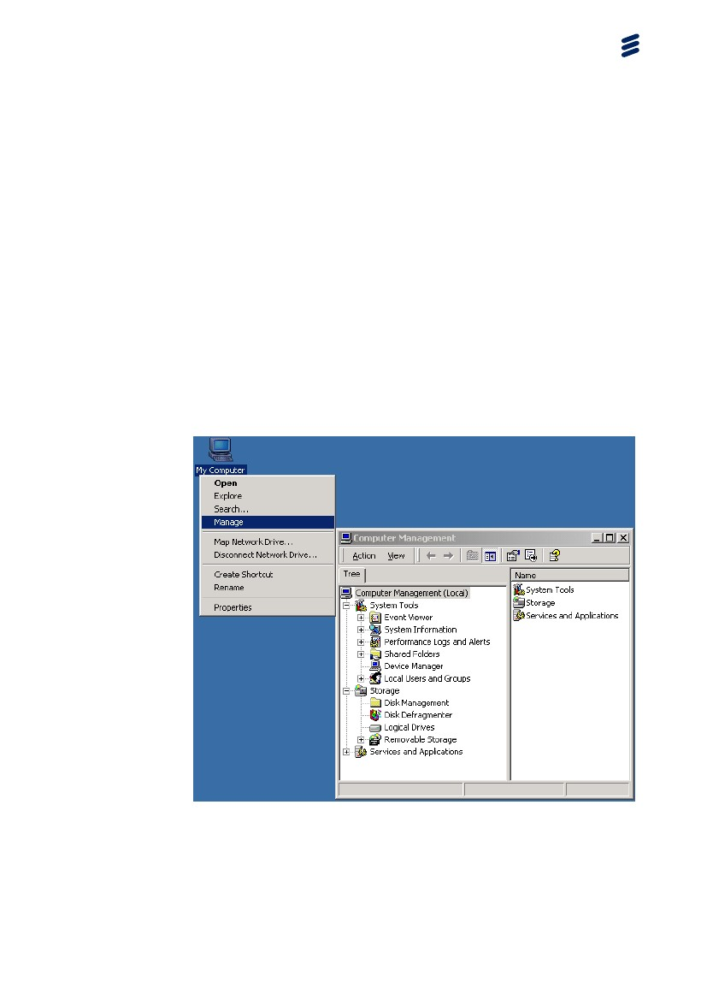 My Computer
Open
Explore
Search...
Manage
Map Network Drive...
Disconnect Network Drive...
Create Shortcut
Rename
Properties
Computer Management
Action View
Tree
Computer Management (Local)
System Tools
Event Viewer
System Information
Performance Logs and Alerts
Shared Folders
Device Manager
Local Users and Groups
Storage
Disk Management
Disk Defragmenter
Logical Drives
Removable Storage
Services and Applications
Name
System Tools
Storage
Services and Applications